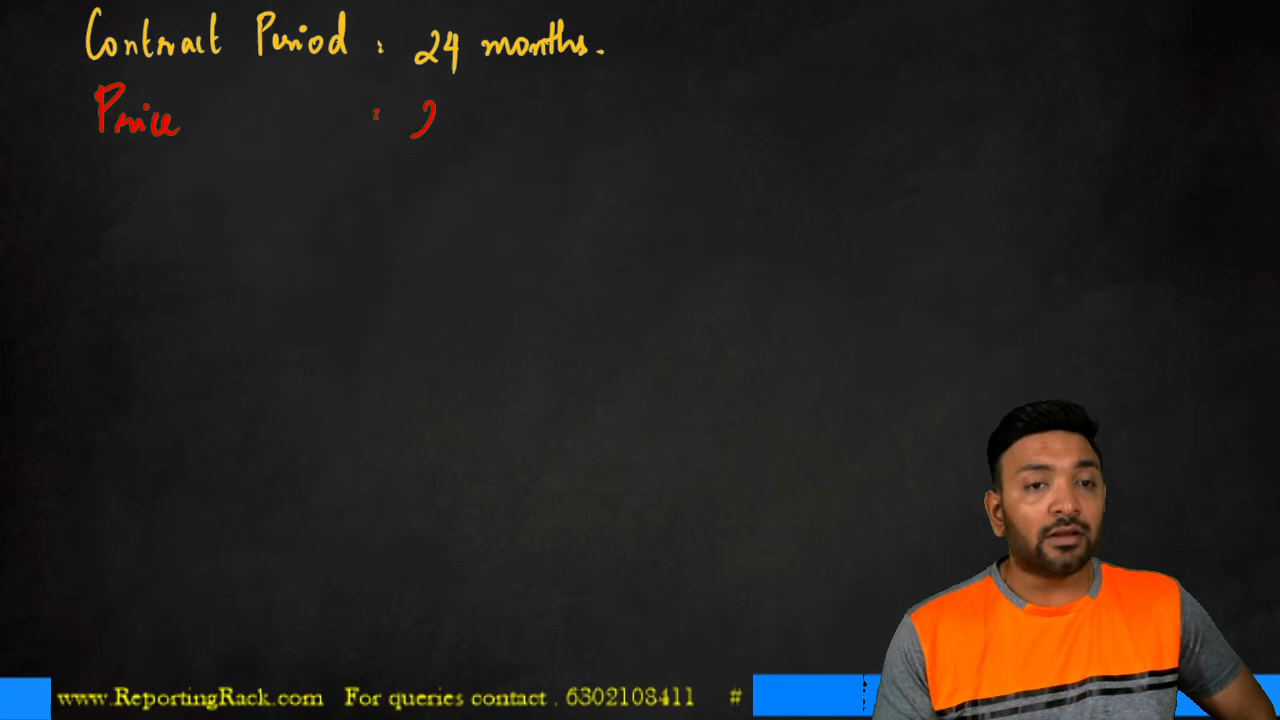 Contract Period : 24 months.
Price :
www.ReportingRack.com For queries contact . 6302108411 #